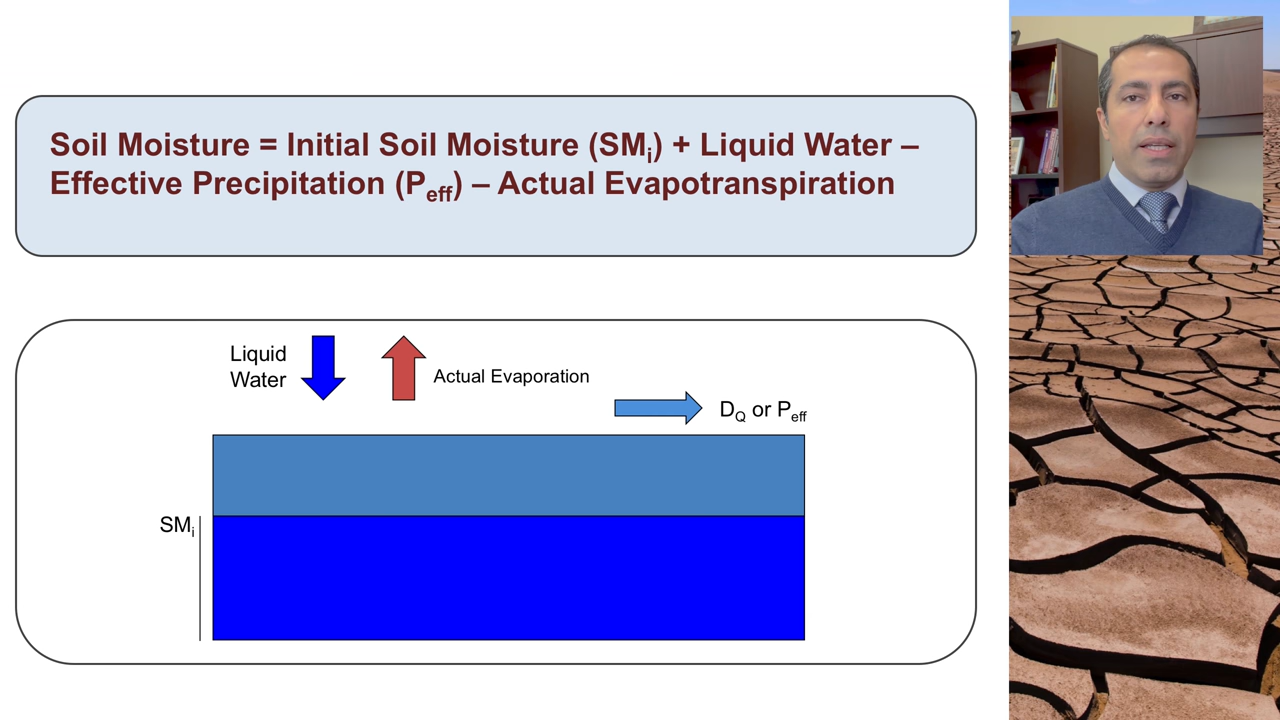 Soil Moisture = Initial Soil Moisture (SMi) + Liquid Water –
Effective Precipitation (Peff) – Actual Evapotranspiration
Liquid
Water
Actual Evaporation
DQ or Peff
SMi